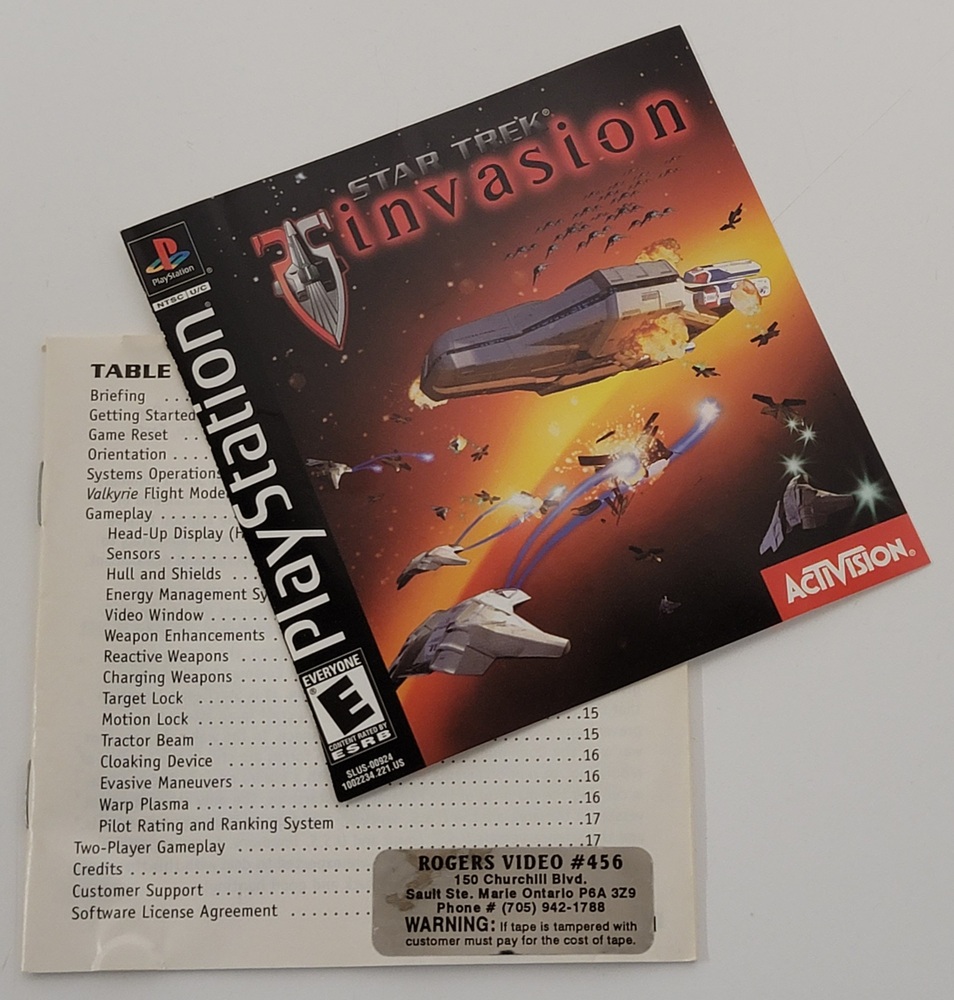 STAR TREK®
invasion
PlayStation
®
NTSC U/C
PlayStation
®
EVERYONE
E
®
CONTENT RATED BY
ESRB
SLUS-00924
1002234.221.US
ACTIVISION®
TABLE
Briefing . .
Getting Started
Game Reset . .
Orientation . . . .
Systems Operations
Valkyrie Flight Mode
Gameplay . . . . . . . .
Head-Up Display (H
Sensors . . . . . . . .
Hull and Shields . . .
Energy Management Sy
Video Window . . . . .
Weapon Enhancements .
Reactive Weapons . . . .
Charging Weapons . . . .
Target Lock . . . . . . . . . .15
Motion Lock . . . . . . . . . .15
Tractor Beam . . . . . . . . . .15
Cloaking Device . . . . . . . . . .16
Evasive Maneuvers . . . . . . . . . .16
Warp Plasma . . . . . . . . . .16
Pilot Rating and Ranking System . . . . . . . . . .17
Two-Player Gameplay . . . . . . . . . .17
Credits . . . . . . . . . .
Customer Support . . . . . . . .
Software License Agreement . . . . . .
ROGERS VIDEO #456
150 Churchill Blvd.
Sault Ste. Marie Ontario P6A 3Z9
Phone # (705) 942-1788
WARNING: If tape is tampered with
customer must pay for the cost of tape.